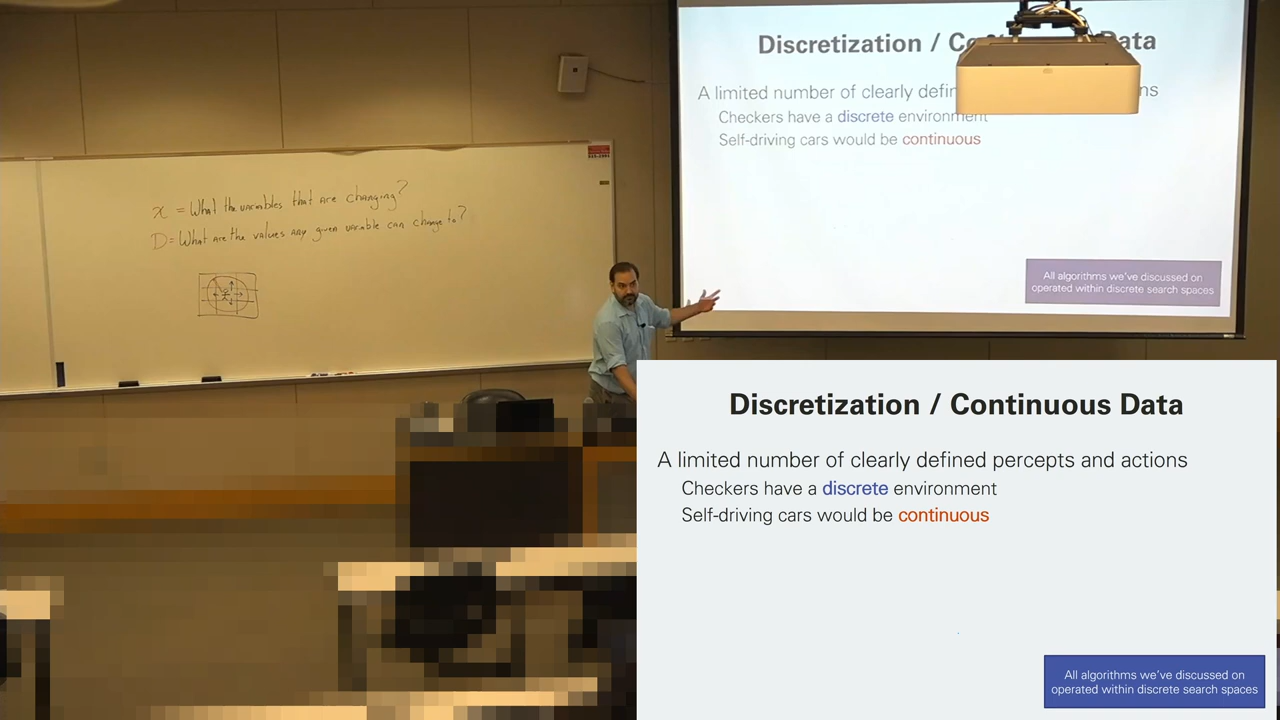 x = What the variables that are changing?
D = What are the values any given variable can change to?
Discretization / Co Data
A limited number of clearly defin ns
Checkers have a discrete environment
Self-driving cars would be continuous
All algorithms we've discussed on
operated within discrete search spaces
Discretization / Continuous Data
A limited number of clearly defined percepts and actions
Checkers have a discrete environment
Self-driving cars would be continuous
All algorithms we've discussed on
operated within discrete search spaces